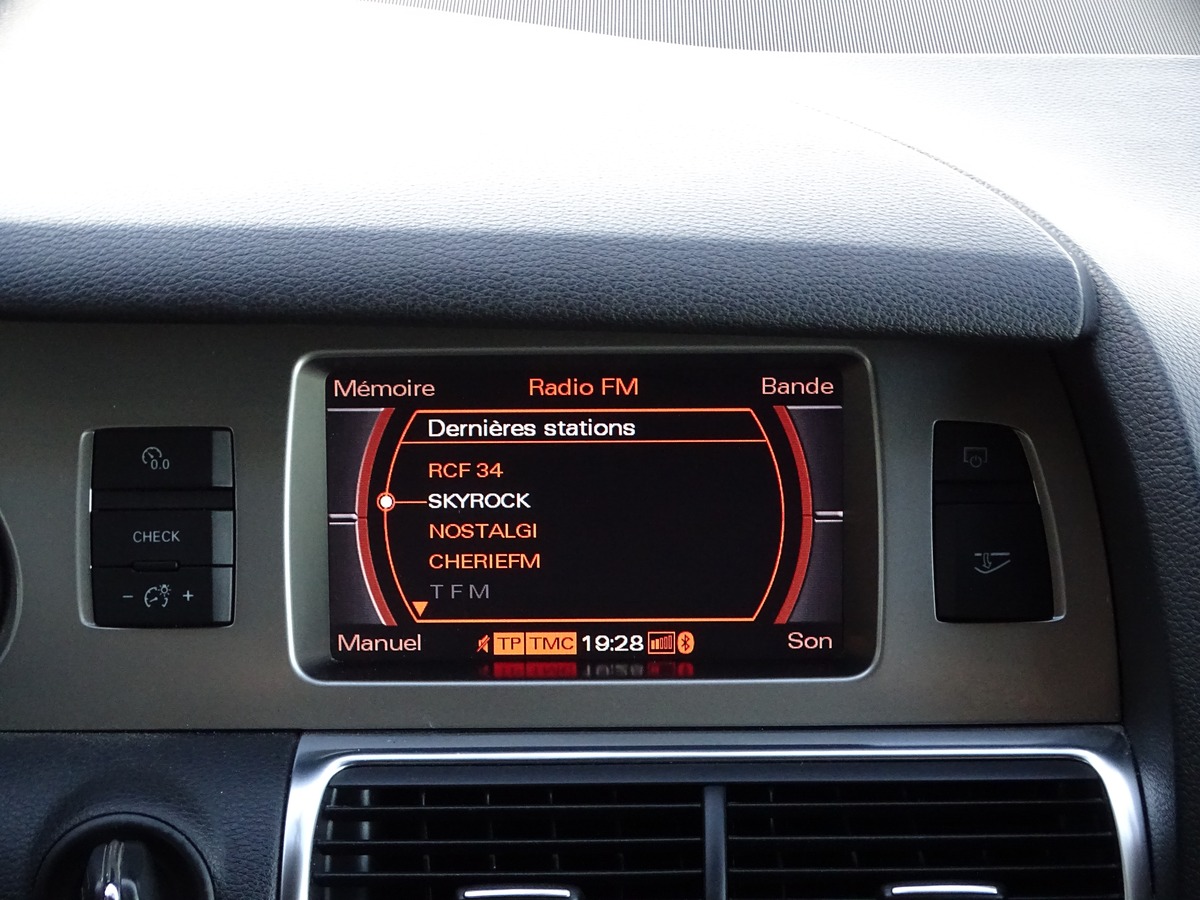 Mémoire Radio FM Bande
Dernières stations
RCF 34
SKYROCK
NOSTALGI
CHERIEFM
T F M
Manuel TP TMC 19:28 Son
0.0
CHECK
- +